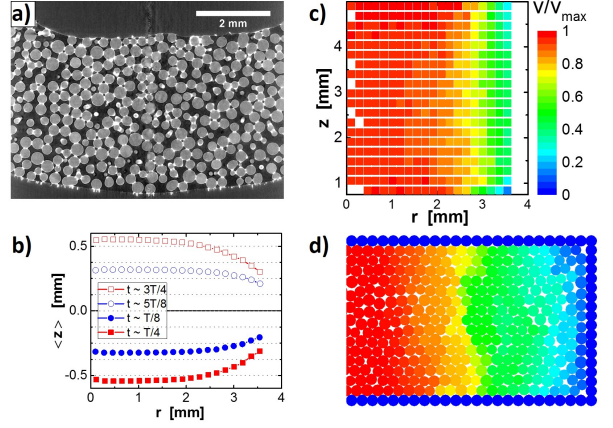 a)
2 mm
c)
V/Vmax
z [mm]
4
3
2
1
0
1
2
3
4
r [mm]
1
0.8
0.6
0.4
0.2
0
b)
<z> [mm]
0.5
0.0
-0.5
t ~ 3T/4
t ~ 5T/8
t ~ T/8
t ~ T/4
0
1
2
3
4
r [mm]
d)